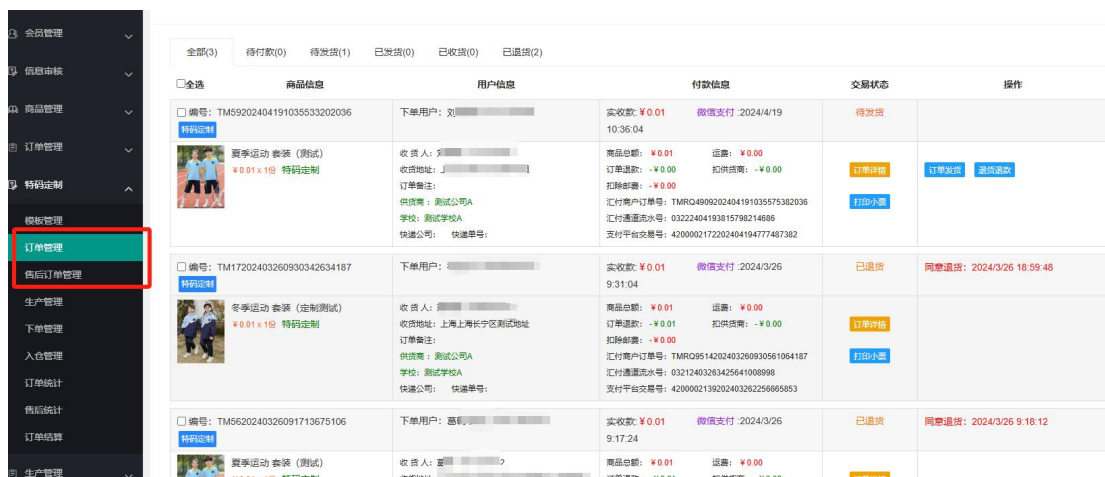 会员管理
信息审核
商品管理
订单管理
特码定制
模板管理
订单管理
售后订单管理
生产管理
下单管理
入仓管理
订单统计
售后统计
订单结算
生产管理
全部(3) 待付款(0) 待发货(1) 已发货(0) 已收货(0) 已退货(2)
全选 商品信息 用户信息 付款信息 交易状态 操作
编号：TM592024041910355333202036 下单用户：刘 实收款:￥0.01 微信支付 :2024/4/19 待发货
特码定制 10:36:04
夏季运动 套装（测试） 收 货 人： 商品总额：￥0.01 运费：￥0.00
￥0.01 x 1份 特码定制 收货地址： 订单退款：-￥0.00 扣供货商：-￥0.00 订单详情 订单发货 退货退款
订单备注： 扣除邮费：-￥0.00
供货商：测试公司A 汇付商户订单号：TMRQ4909202404191035575382036 打印小票
学校：测试学校A 汇付通道流水号：03222404193815798214686
快递公司： 快递单号： 支付平台交易号：4200002172202404194777487382
编号：TM17202403260930342634187 下单用户： 实收款:￥0.01 微信支付 :2024/3/26 已退货 同意退货：2024/3/26 18:59:48
特码定制 9:31:04
冬季运动 套装（定制测试） 收 货 人： 商品总额：￥0.01 运费：￥0.00
￥0.01 x 1份 特码定制 收货地址：上海上海长宁区测试地址 订单退款：-￥0.01 扣供货商：-￥0.00 订单详情
订单备注： 扣除邮费：-￥0.00
供货商：测试公司A 汇付商户订单号：TMRQ9514202403260930561064187 打印小票
学校：测试学校A 汇付通道流水号：03212403263425641008998
快递公司： 快递单号： 支付平台交易号：4200002139202403262256665853
编号：TM5620240326091713675106 下单用户：葛 实收款:￥0.01 微信支付 :2024/3/26 已退货 同意退货：2024/3/26 9:18:12
特码定制 9:17:24
夏季运动 套装（测试） 收 货 人： 商品总额：￥0.01 运费：￥0.00